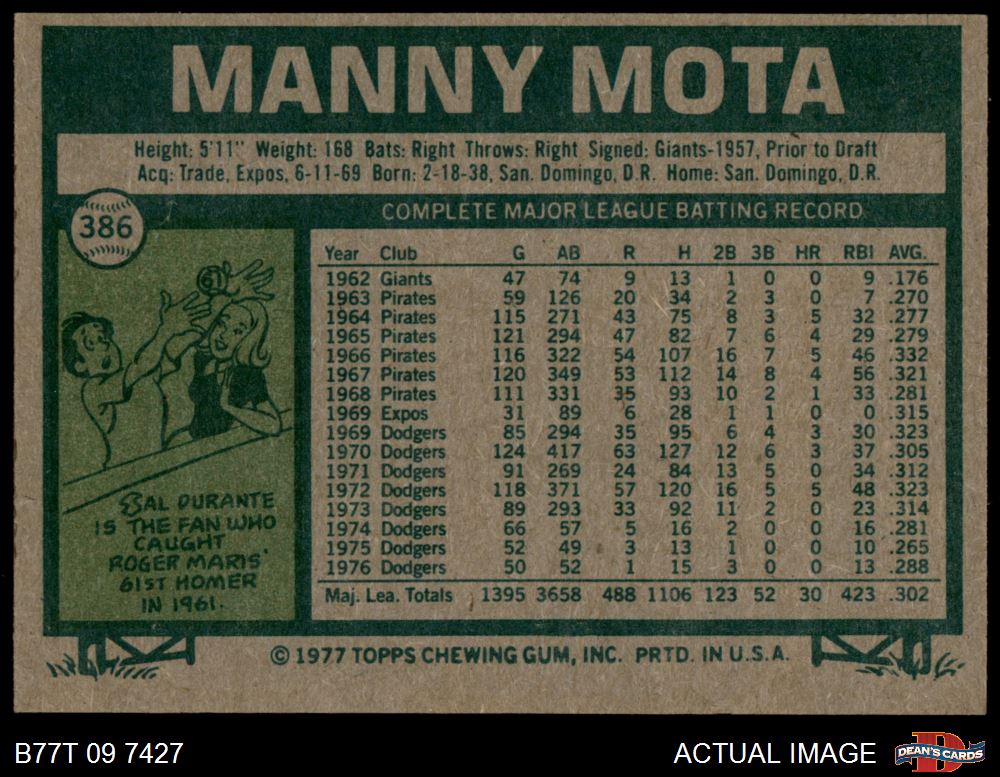 MANNY MOTA
Height: 5'11" Weight: 168 Bats: Right Throws: Right Signed: Giants-1957, Prior to Draft
Acq: Trade, Expos, 6-11-69 Born: 2-18-38, San. Domingo, D.R. Home: San. Domingo, D.R.
386
COMPLETE MAJOR LEAGUE BATTING RECORD
Year Club G AB R H 2B 3B HR RBI AVG.
1962 Giants 47 74 9 13 1 0 0 9 .176
1963 Pirates 59 126 20 34 2 3 0 7 .270
1964 Pirates 115 271 43 75 8 3 5 32 .277
1965 Pirates 121 294 47 82 7 6 4 29 .279
1966 Pirates 116 322 54 107 16 7 5 46 .332
1967 Pirates 120 349 53 112 14 8 4 56 .321
1968 Pirates 111 331 35 93 10 2 1 33 .281
1969 Expos 31 89 6 28 1 1 0 0 .315
1969 Dodgers 85 294 35 95 6 4 3 30 .323
1970 Dodgers 124 417 63 127 12 6 3 37 .305
1971 Dodgers 91 269 24 84 13 5 0 34 .312
1972 Dodgers 118 371 57 120 16 5 5 48 .323
1973 Dodgers 89 293 33 92 11 2 0 23 .314
1974 Dodgers 66 57 5 16 2 0 0 16 .281
1975 Dodgers 52 49 3 13 1 0 0 10 .265
1976 Dodgers 50 52 1 15 3 0 0 13 .288
Maj. Lea. Totals 1395 3658 488 1106 123 52 30 423 .302
SAL DURANTE
IS THE FAN WHO
CAUGHT
ROGER MARIS'
61ST HOMER
IN 1961.
© 1977 TOPPS CHEWING GUM, INC. PRTD. IN U.S.A.
B77T 09 7427
ACTUAL IMAGE
D
DEAN'S CARDS